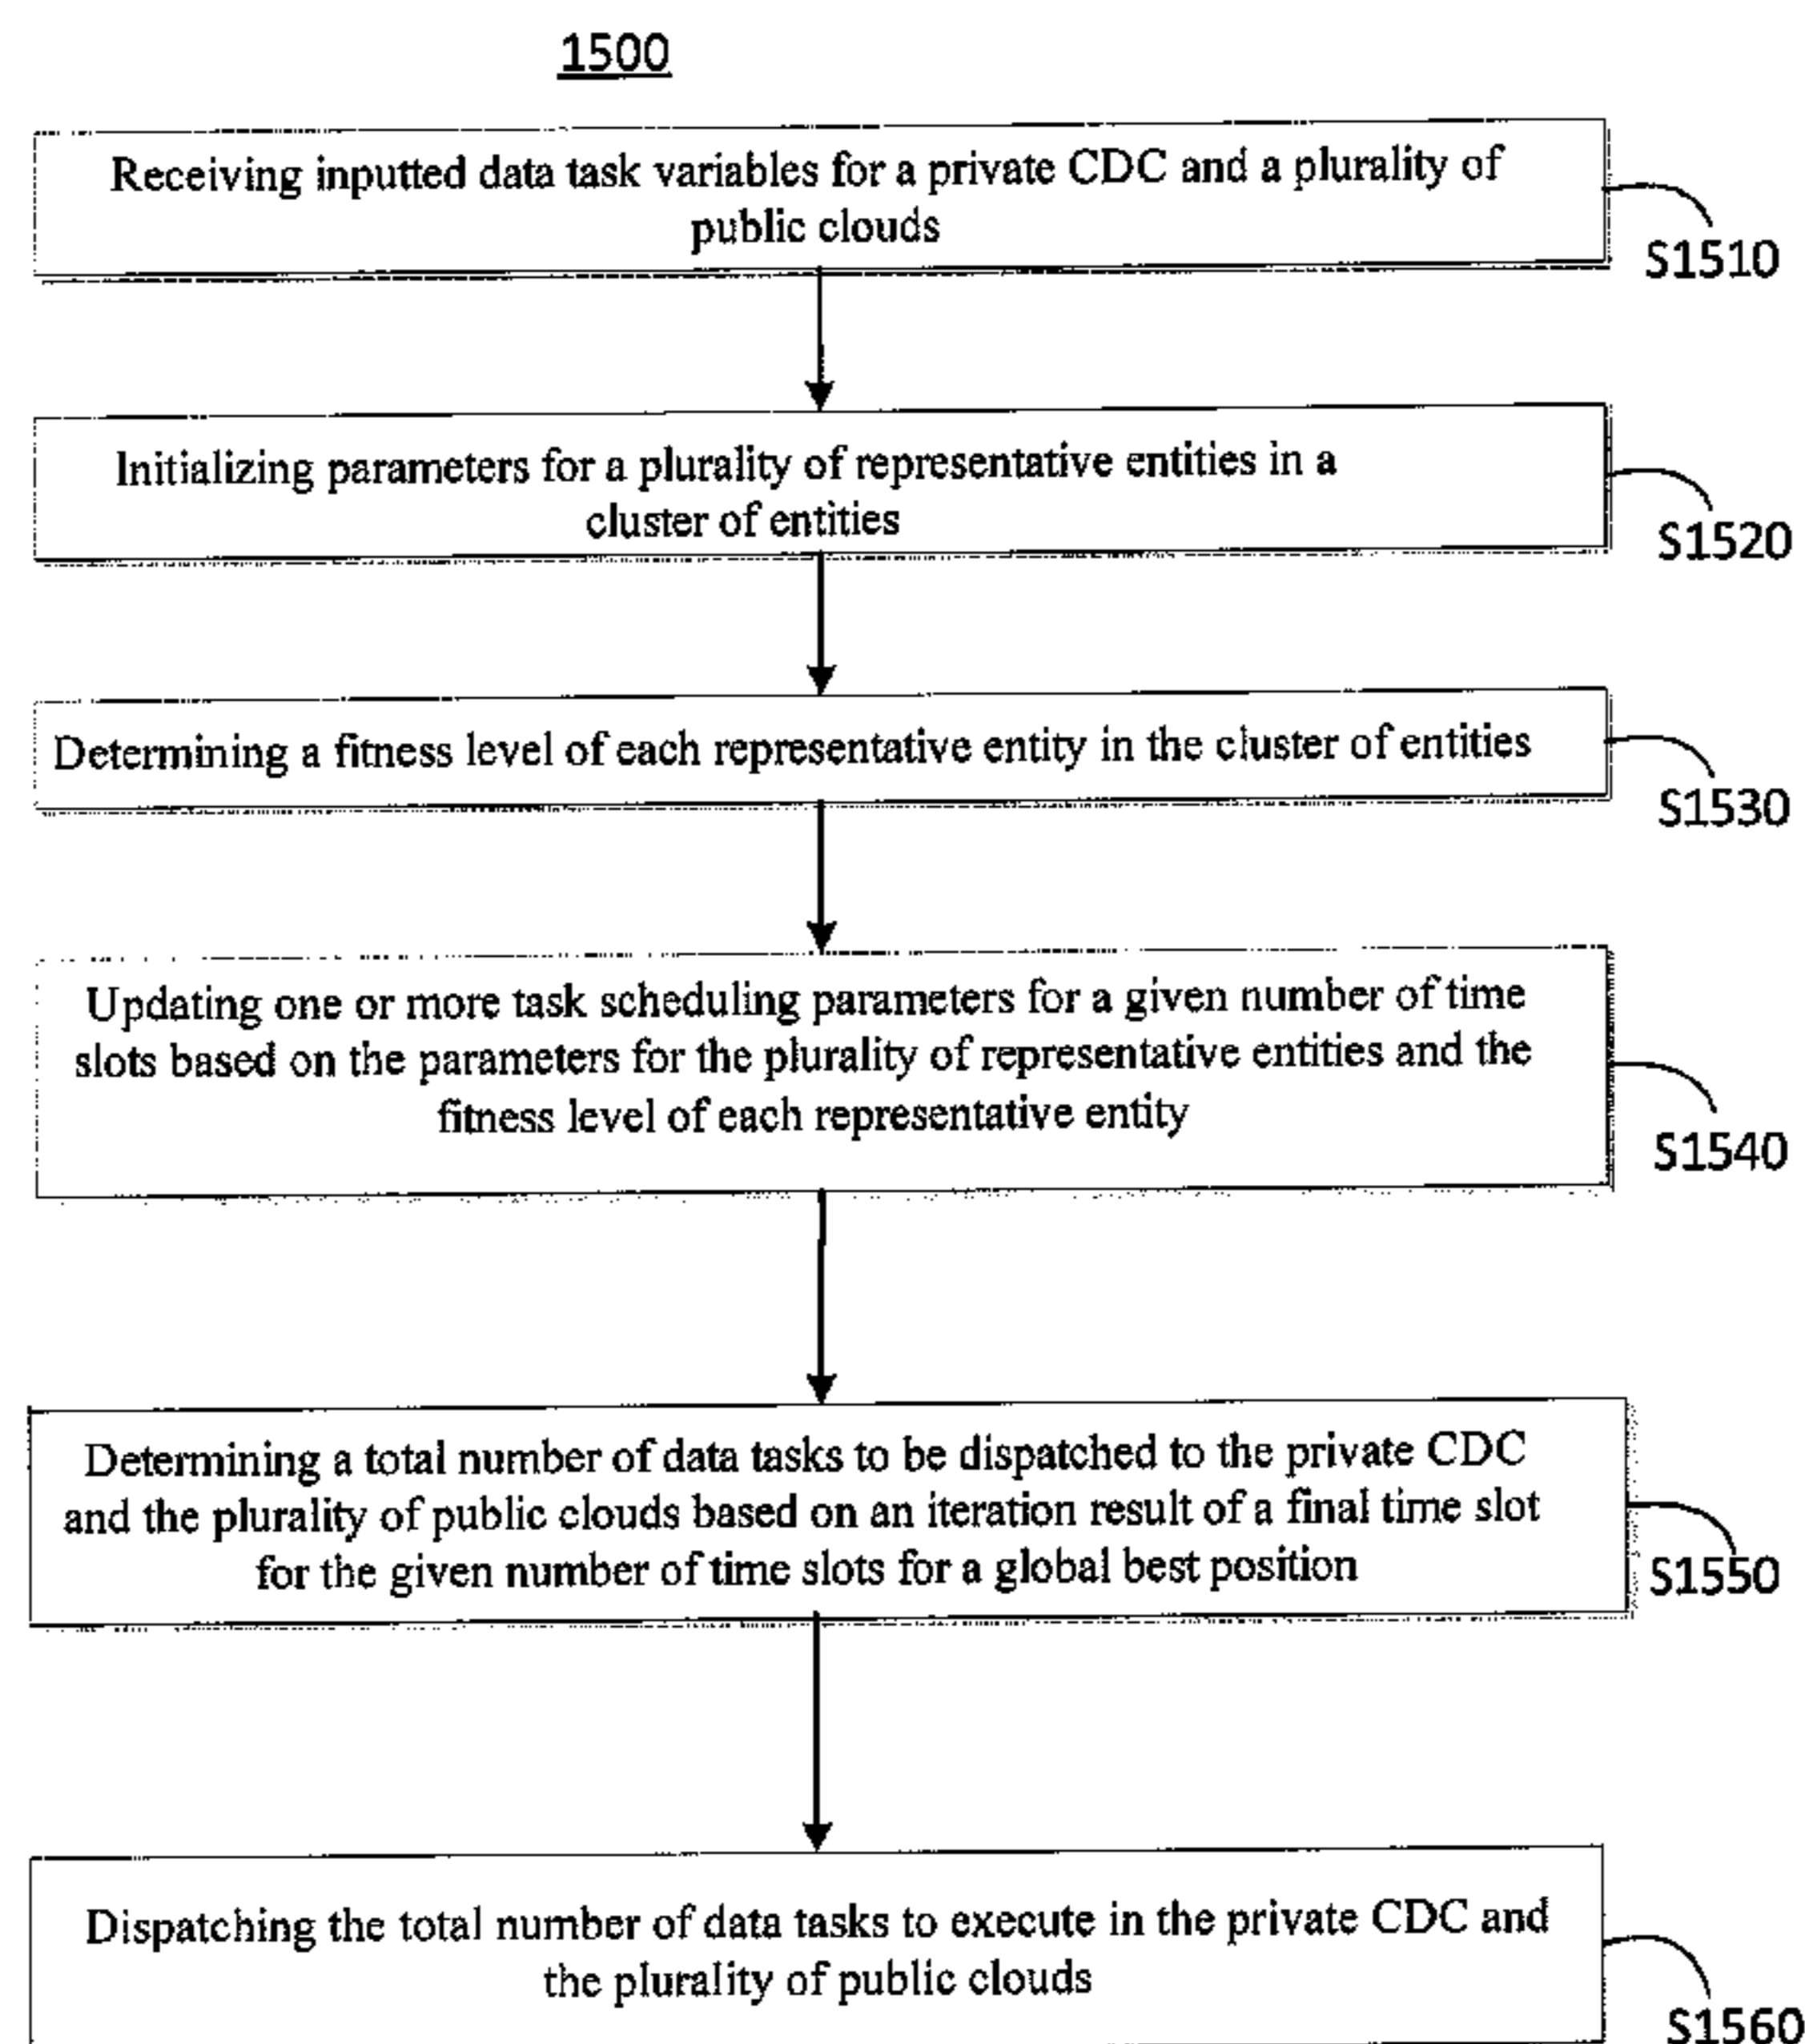 1500
Receiving inputted data task variables for a private CDC and a plurality of
public clouds
S1510
Initializing parameters for a plurality of representative entities in a
cluster of entities
S1520
Determining a fitness level of each representative entity in the cluster of entities
S1530
Updating one or more task scheduling parameters for a given number of time
slots based on the parameters for the plurality of representative entities and the
fitness level of each representative entity
S1540
Determining a total number of data tasks to be dispatched to the private CDC
and the plurality of public clouds based on an iteration result of a final time slot
for the given number of time slots for a global best position
S1550
Dispatching the total number of data tasks to execute in the private CDC and
the plurality of public clouds
S1560